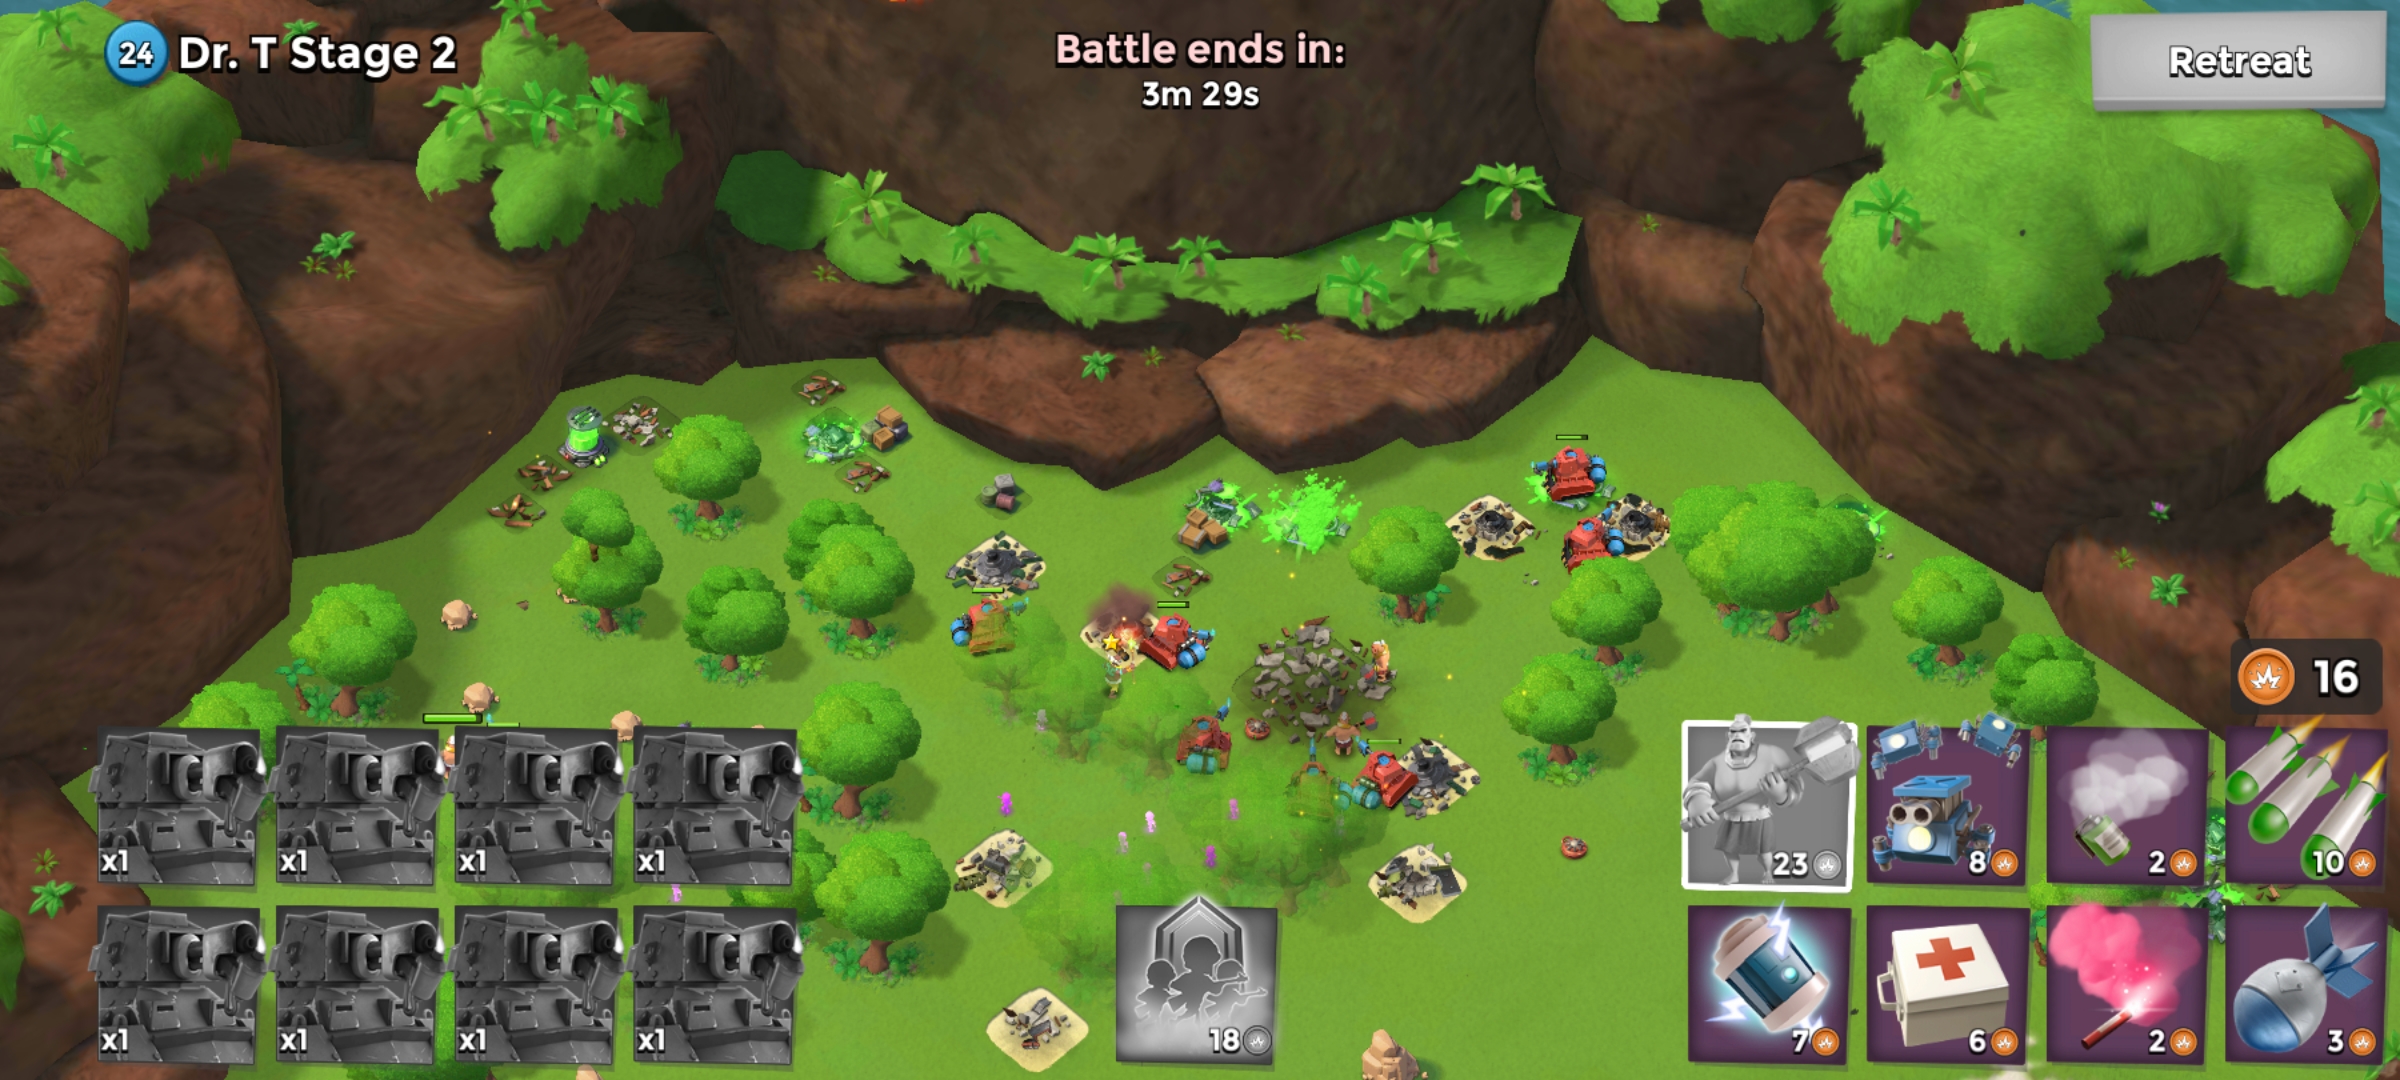 24 Dr. T Stage 2
Battle ends in:
3m 29s
Retreat
16
x1 x1 x1 x1
23 8 2 10
x1 x1 x1 x1
18
7 6 2 3